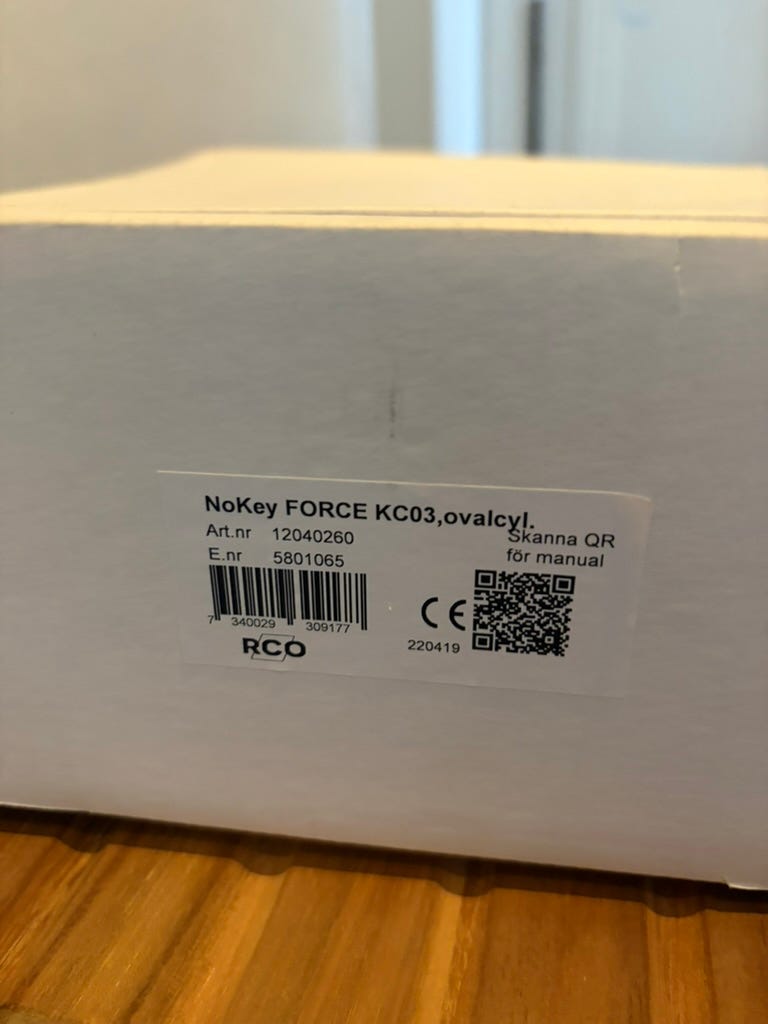 NoKey FORCE KC03,ovalcyl.
Art.nr 12040260
Skanna QR
för manual
E.nr 5801065
7 340029 309177
CE
220419
RCO